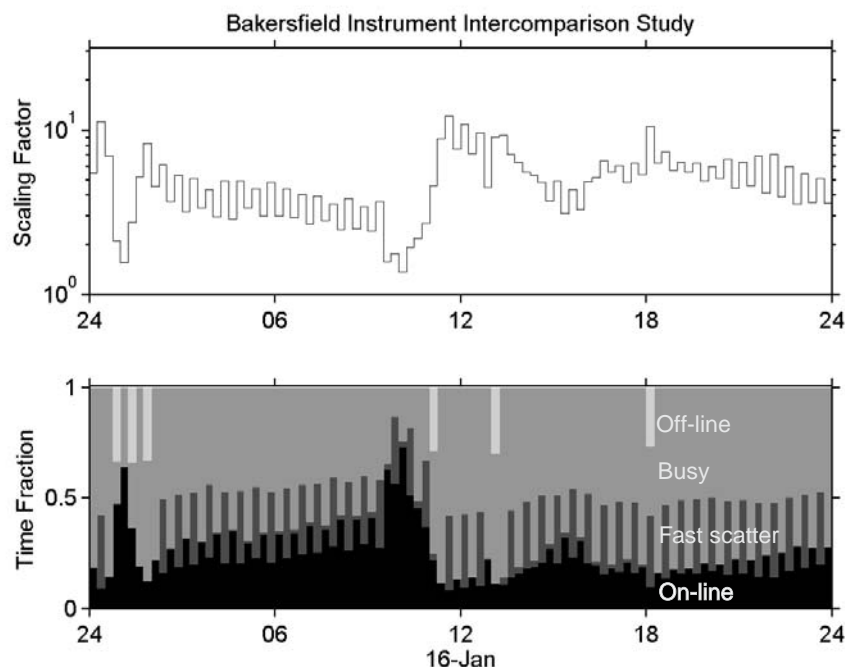 Bakersfield Instrument Intercomparison Study
Scaling Factor
10¹
10⁰
24 06 12 18 24
Time Fraction
1
0.5
0
Off-line
Busy
Fast scatter
On-line
24 06 12 18 24
16-Jan